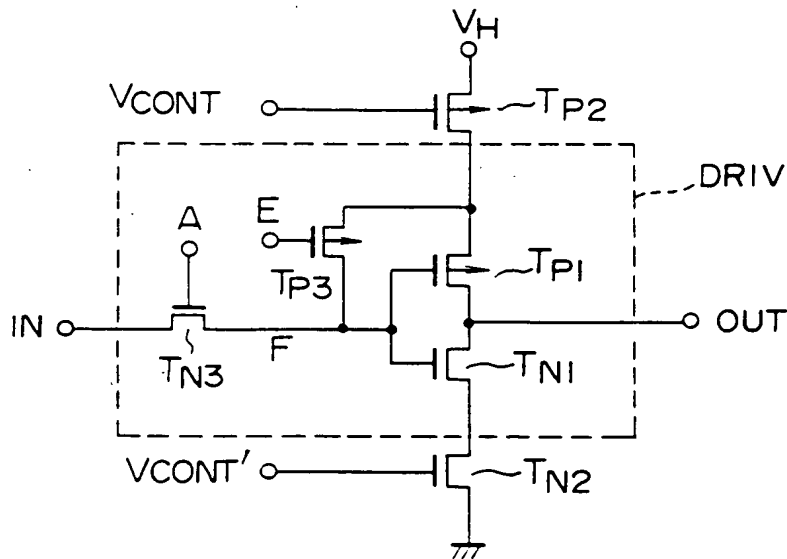 VH
VCONT
TP2
DRIV
A
E
TP3
TP1
IN
OUT
TN3
F
TN1
VCONT'
TN2